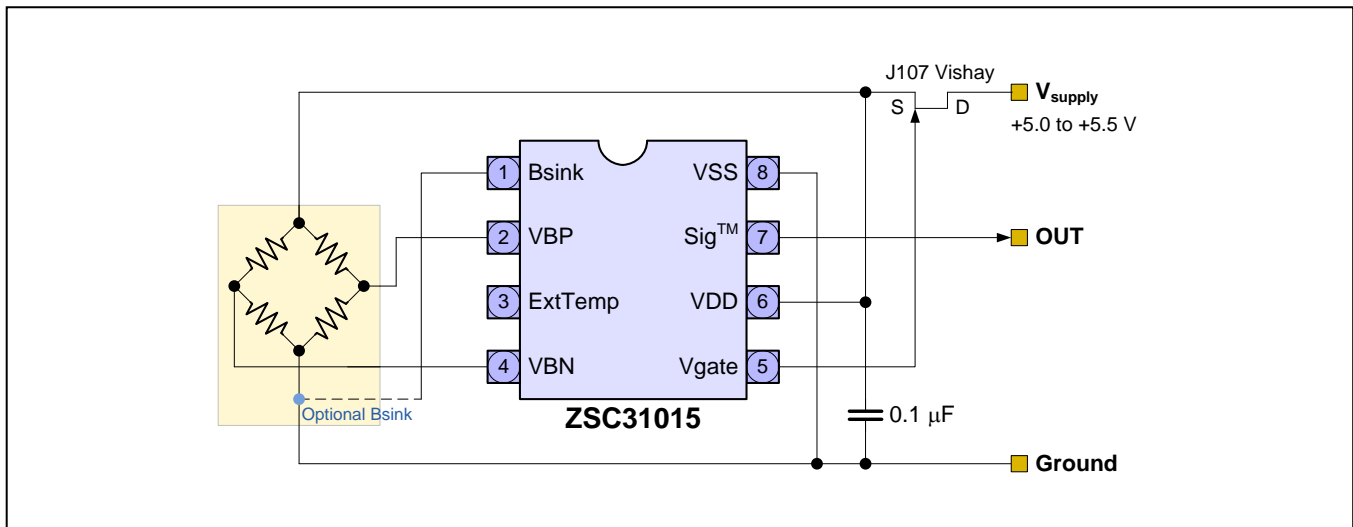 J107 Vishay
S D
V_supply
+5.0 to +5.5 V
1 Bsink
VSS 8
2 VBP
Sig™ 7
OUT
3 ExtTemp
VDD 6
4 VBN
Vgate 5
Optional Bsink
ZSC31015
0.1 μF
Ground